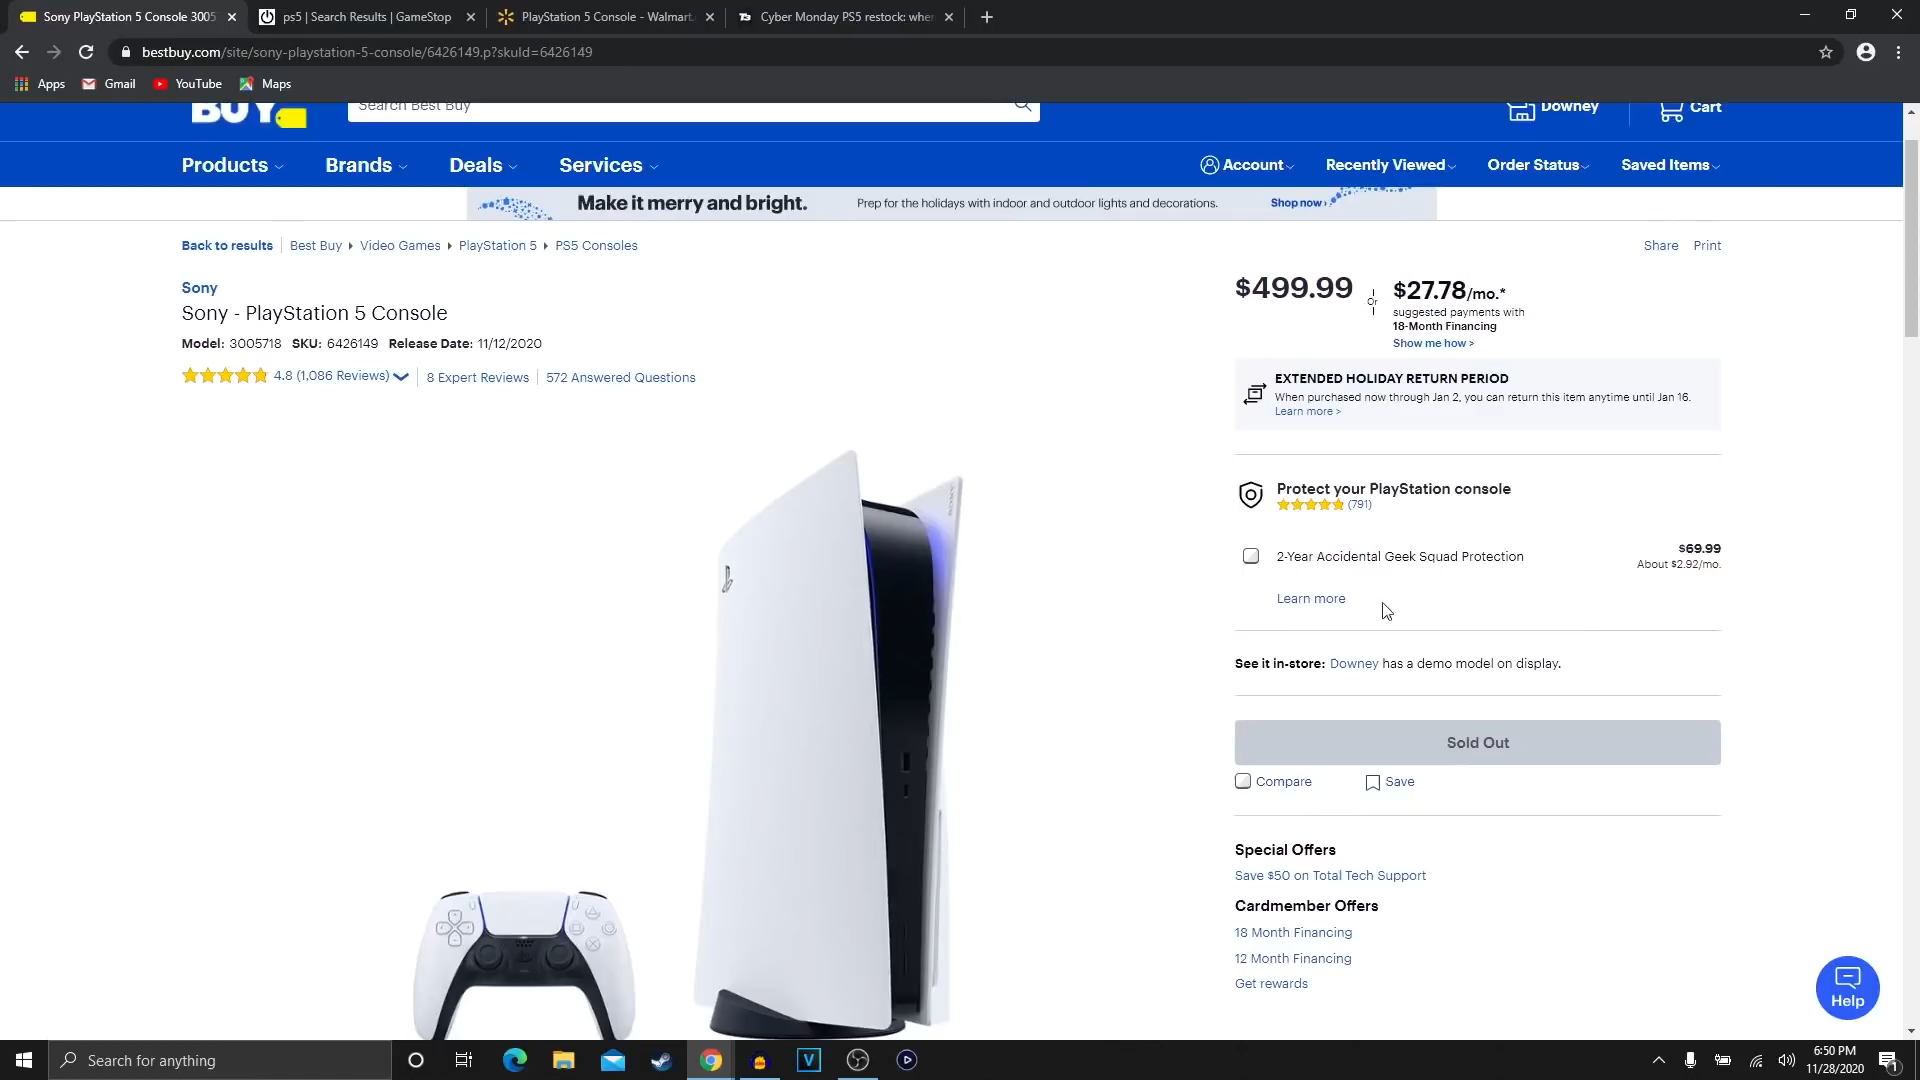 Sony PlayStation 5 Console 3005
ps5 | Search Results | GameStop
PlayStation 5 Console - Walmart.
Cyber Monday PS5 restock: wher
bestbuy.com/site/sony-playstation-5-console/6426149.p?skuId=6426149
Apps
Gmail
YouTube
Maps
BUY
Search Best Buy
Downey
Cart
Products
Brands
Deals
Services
Account
Recently Viewed
Order Status
Saved Items
Make it merry and bright.
Prep for the holidays with indoor and outdoor lights and decorations.
Shop now
Back to results
Best Buy
Video Games
PlayStation 5
PS5 Consoles
Share
Print
Sony
Sony - PlayStation 5 Console
Model: 3005718 SKU: 6426149 Release Date: 11/12/2020
4.8 (1,086 Reviews)
8 Expert Reviews
572 Answered Questions
$499.99
Or
$27.78/mo.*
suggested payments with
18-Month Financing
Show me how >
EXTENDED HOLIDAY RETURN PERIOD
When purchased now through Jan 2, you can return this item anytime until Jan 16.
Learn more >
Protect your PlayStation console
(791)
2-Year Accidental Geek Squad Protection
$69.99
About $2.92/mo.
Learn more
See it in-store: Downey has a demo model on display.
Sold Out
Compare
Save
Special Offers
Save $50 on Total Tech Support
Cardmember Offers
18 Month Financing
12 Month Financing
Get rewards
Help
SONY
Search for anything
V
6:50 PM
11/28/2020
1